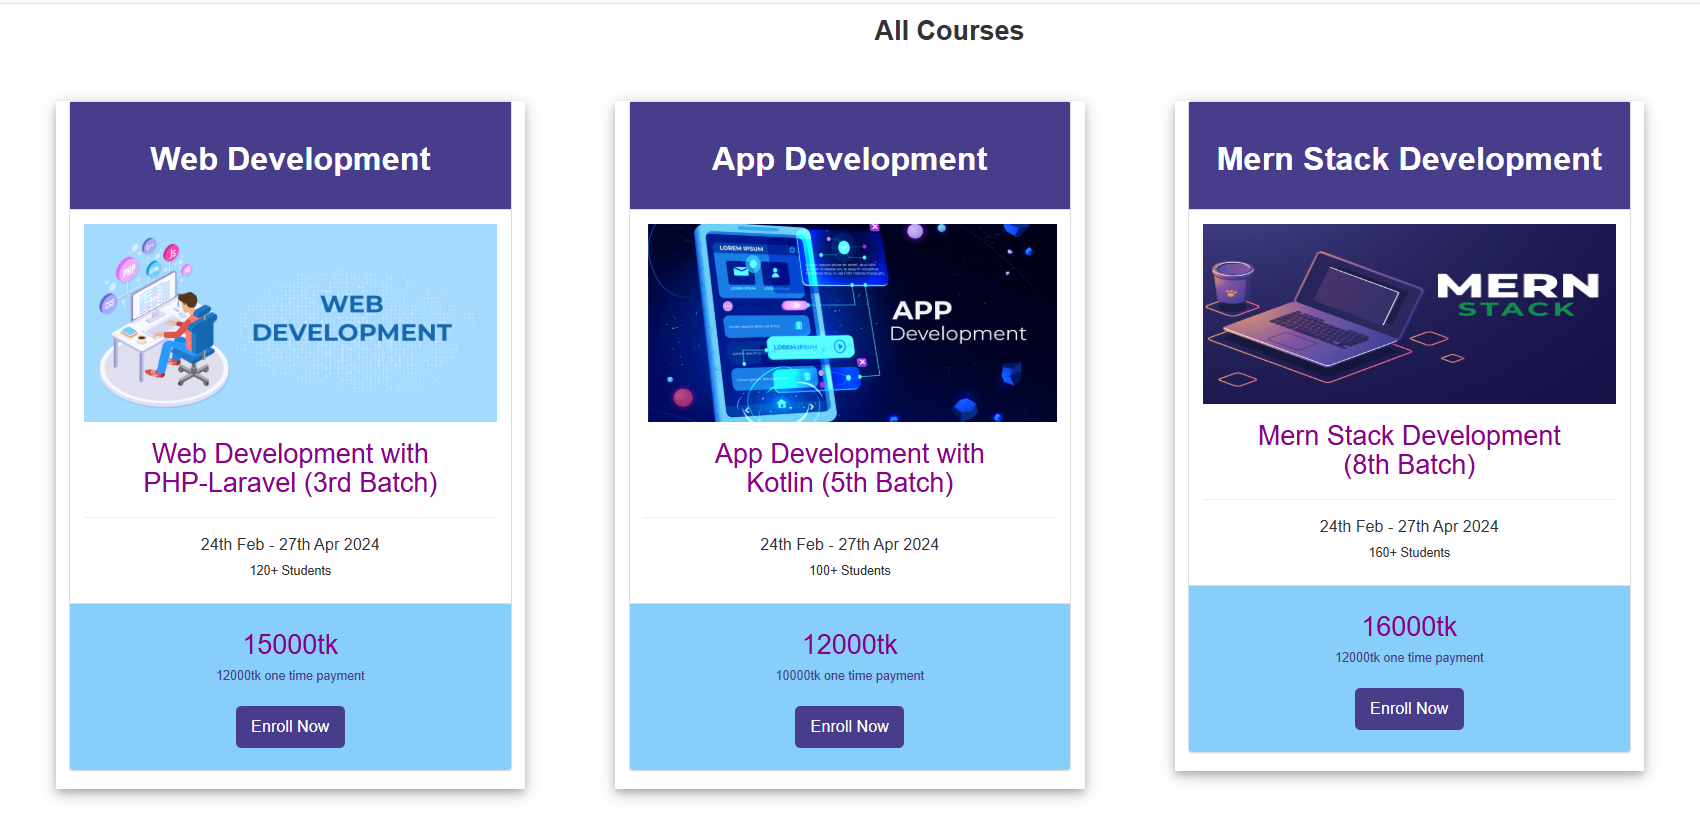 All Courses
Web Development
PHP
JS
CSS
WEB
DEVELOPMENT
Web Development with
PHP-Laravel (3rd Batch)
24th Feb - 27th Apr 2024
120+ Students
15000tk
12000tk one time payment
Enroll Now
App Development
LOREM IPSUM
LOREM IPSUM
APP
Development
App Development with
Kotlin (5th Batch)
24th Feb - 27th Apr 2024
100+ Students
12000tk
10000tk one time payment
Enroll Now
Mern Stack Development
MERN
STACK
Mern Stack Development
(8th Batch)
24th Feb - 27th Apr 2024
160+ Students
16000tk
12000tk one time payment
Enroll Now